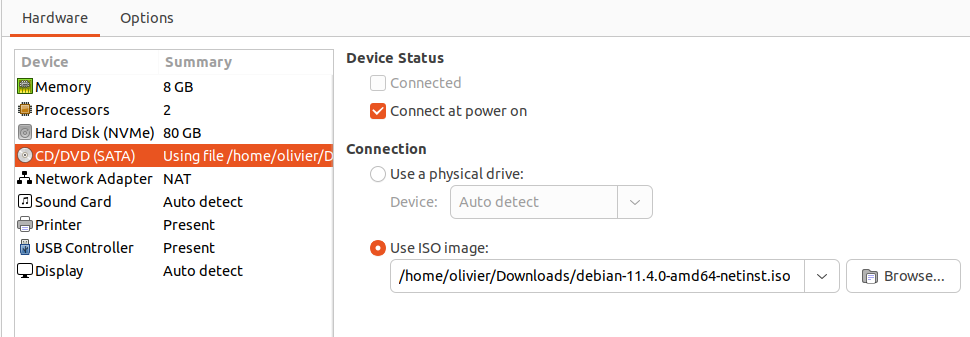 Hardware Options
Device Summary
Memory 8 GB
Processors 2
Hard Disk (NVMe) 80 GB
CD/DVD (SATA) Using file /home/olivier/D
Network Adapter NAT
Sound Card Auto detect
Printer Present
USB Controller Present
Display Auto detect
Device Status
Connected
Connect at power on
Connection
Use a physical drive:
Device: Auto detect
Use ISO image:
/home/olivier/Downloads/debian-11.4.0-amd64-netinst.iso Browse...